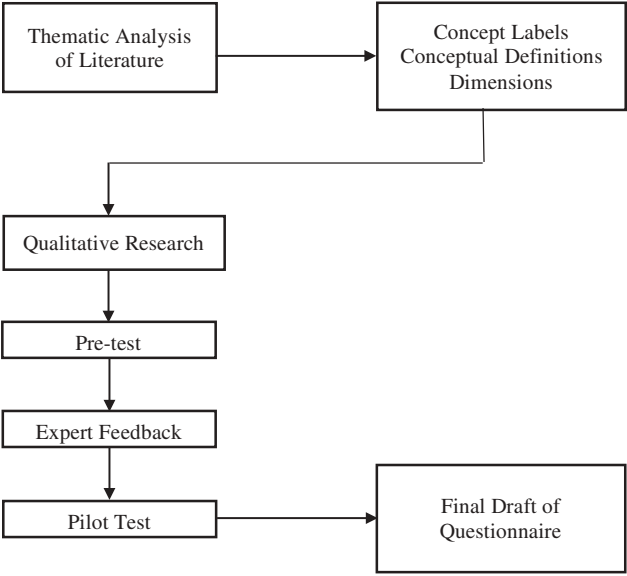 Thematic Analysis
of Literature
Concept Labels
Conceptual Definitions
Dimensions
Qualitative Research
Pre-test
Expert Feedback
Pilot Test
Final Draft of
Questionnaire